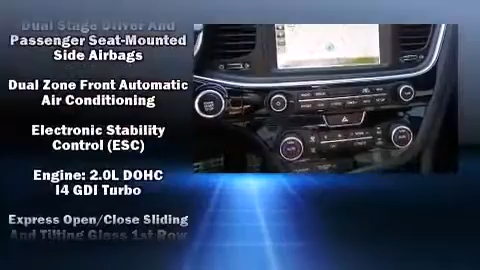 Dual Stage Driver And
Passenger Seat-Mounted
Side Airbags
Dual Zone Front Automatic
Air Conditioning
Electronic Stability
Control (ESC)
Engine: 2.0L DOHC
I4 GDI Turbo
Express Open/Close Sliding
And Tilting Glass 1st Row